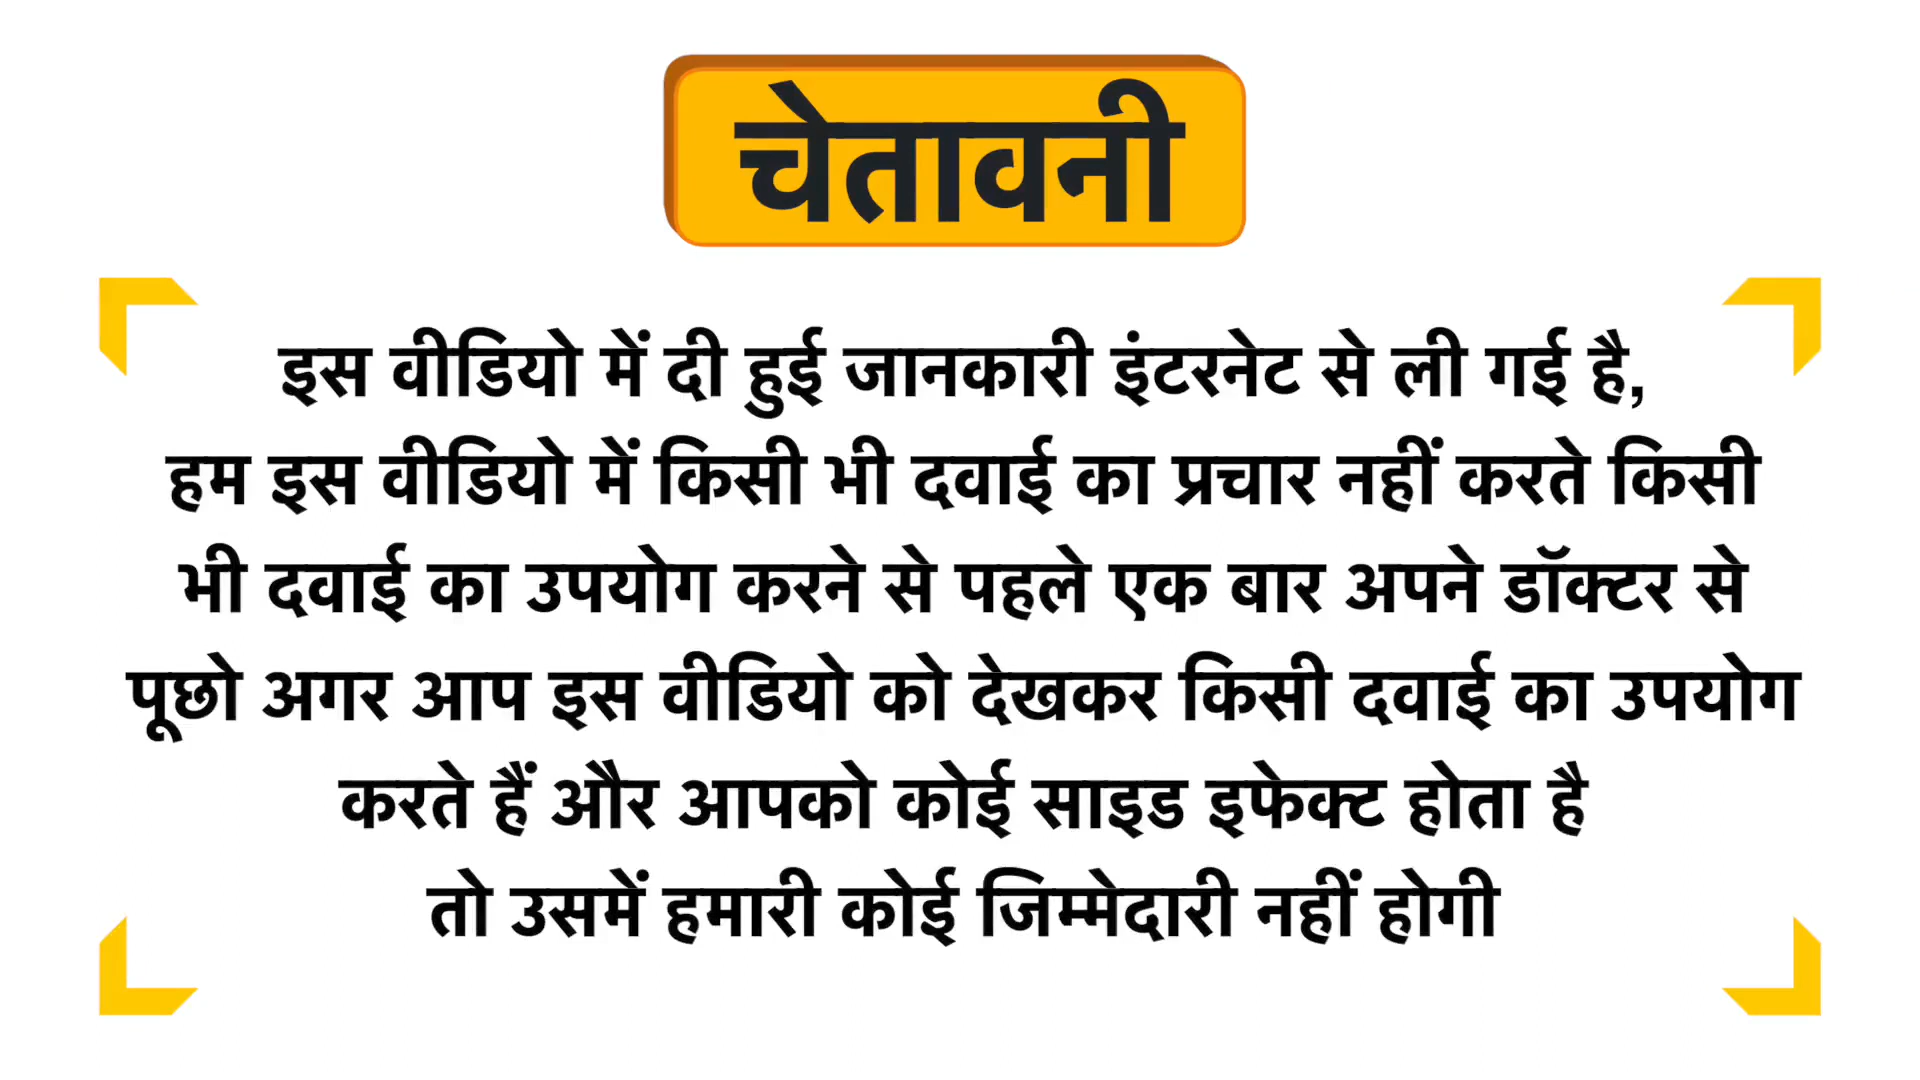 चेतावनी
इस वीडियो में दी हुई जानकारी इंटरनेट से ली गई है,
हम इस वीडियो में किसी भी दवाई का प्रचार नहीं करते किसी
भी दवाई का उपयोग करने से पहले एक बार अपने डॉक्टर से
पूछो अगर आप इस वीडियो को देखकर किसी दवाई का उपयोग
करते हैं और आपको कोई साइड इफेक्ट होता है
तो उसमें हमारी कोई जिम्मेदारी नहीं होगी